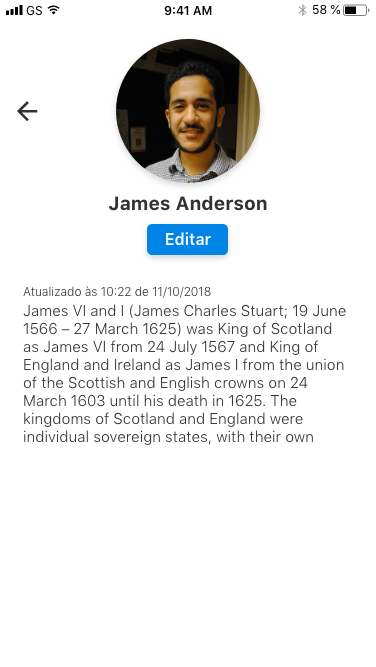 GS 9:41 AM 58 %
James Anderson
Editar
Atualizado às 10:22 de 11/10/2018
James VI and I (James Charles Stuart; 19 June
1566 – 27 March 1625) was King of Scotland
as James VI from 24 July 1567 and King of
England and Ireland as James I from the union
of the Scottish and English crowns on 24
March 1603 until his death in 1625. The
kingdoms of Scotland and England were
individual sovereign states, with their own